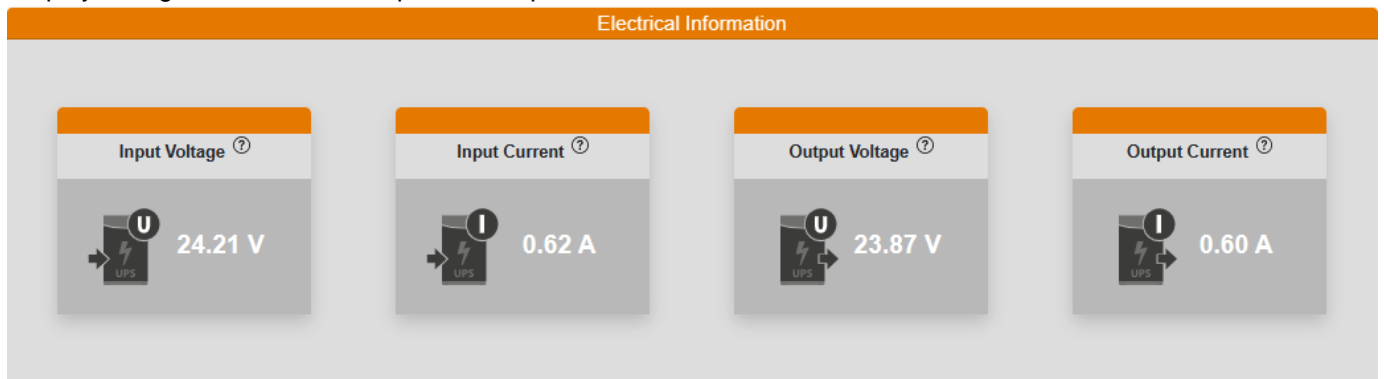 Electrical Information
Input Voltage ?
Input Current ?
Output Voltage ?
Output Current ?
U
UPS
24.21 V
I
UPS
0.62 A
U
UPS
23.87 V
I
UPS
0.60 A